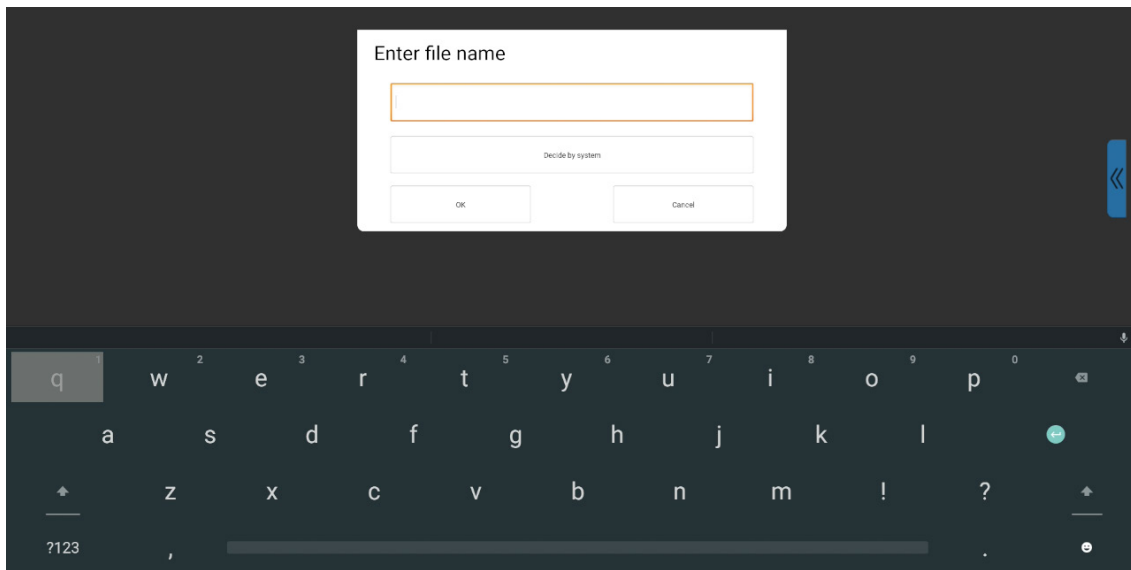 Enter file name
Decide by system
OK Cancel
1 2 3 4 5 6 7 8 9 0
q w e r t y u i o p
a s d f g h j k l
z x c v b n m ! ?
?123 , .